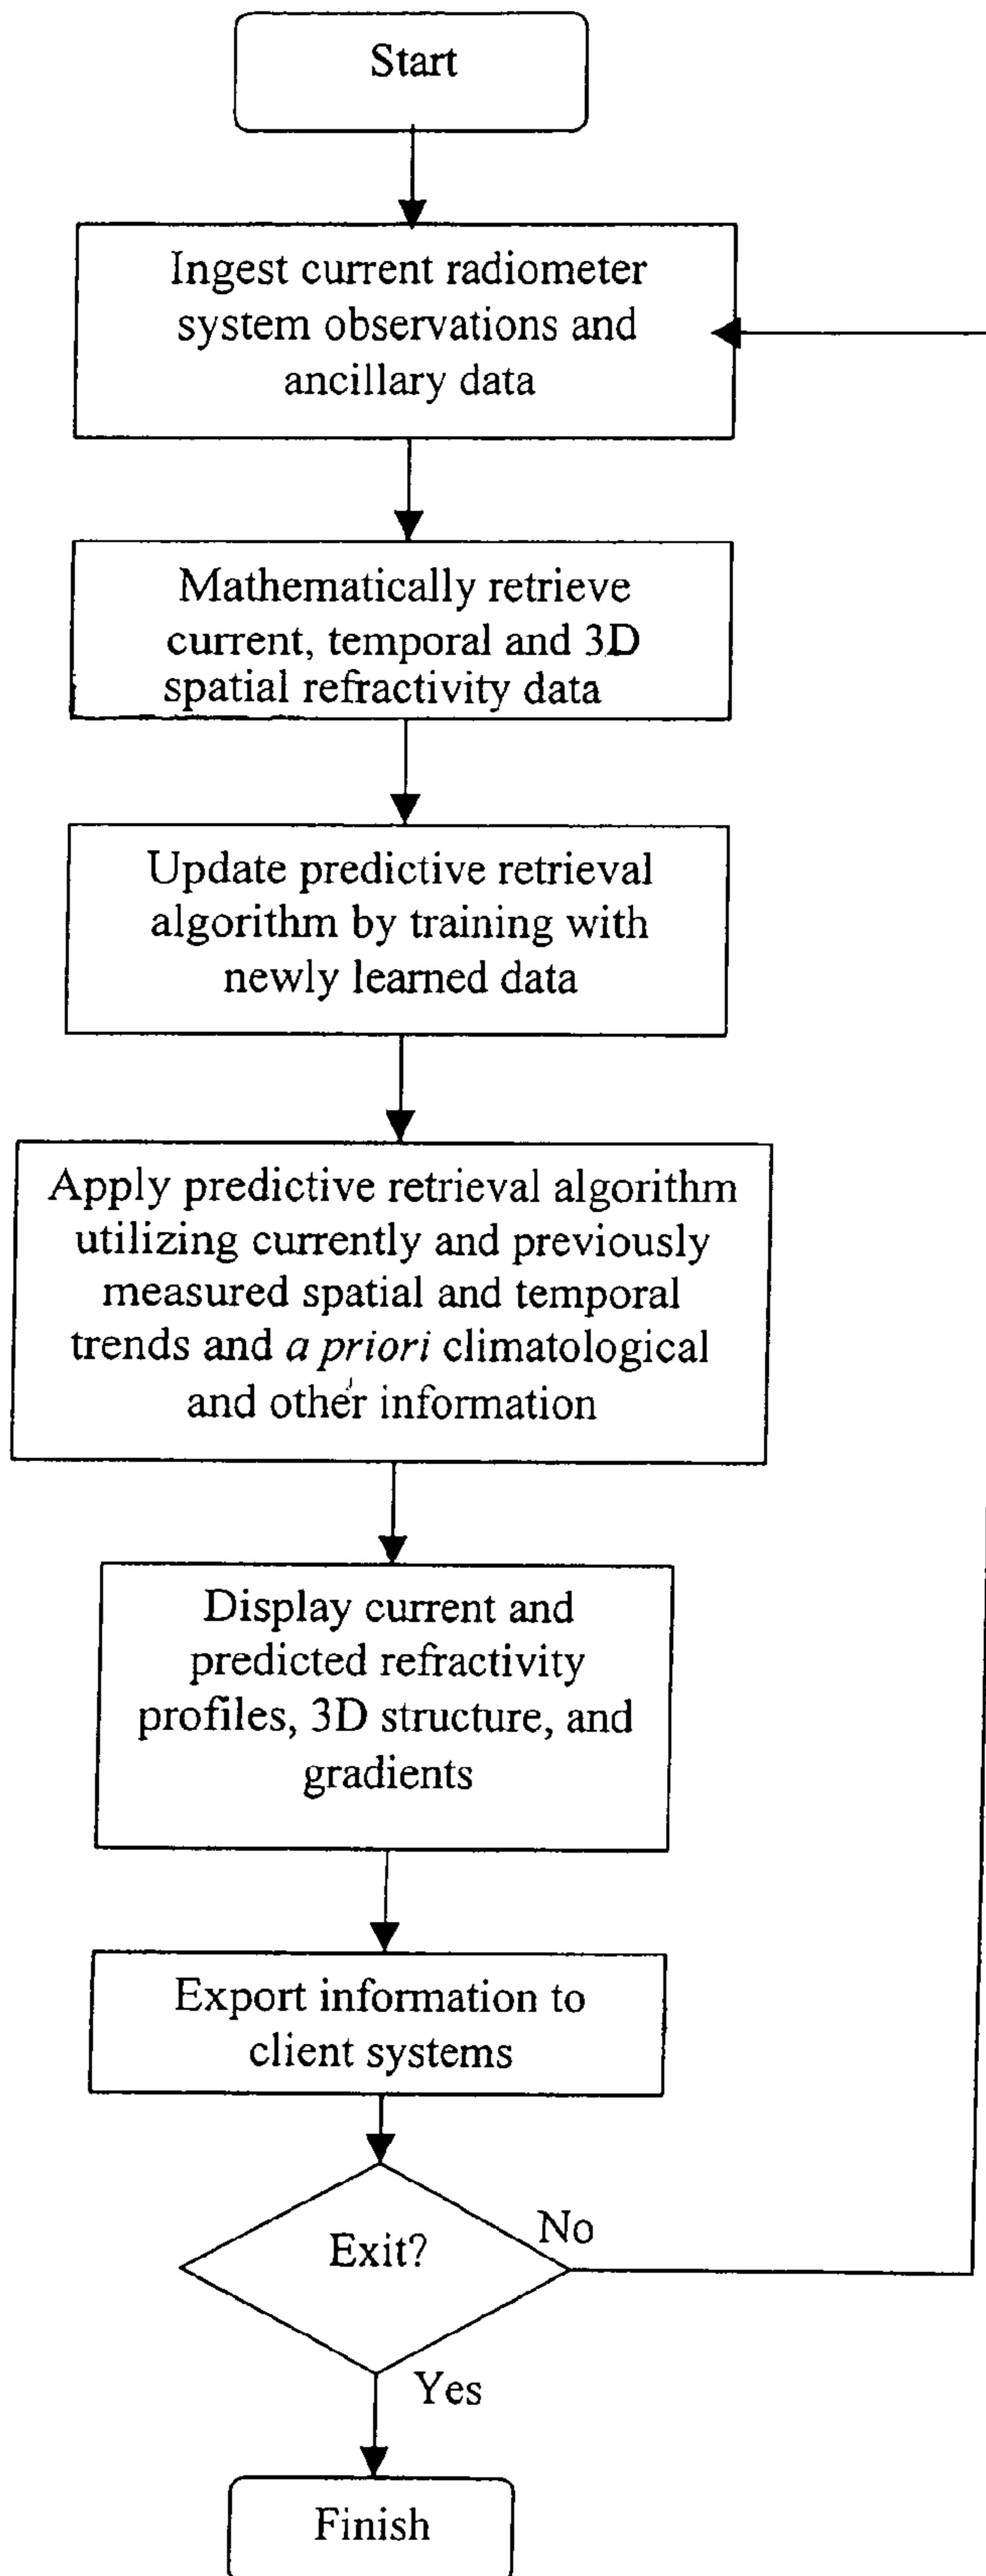 Start
Ingest current radiometer
system observations and
ancillary data
Mathematically retrieve
current, temporal and 3D
spatial refractivity data
Update predictive retrieval
algorithm by training with
newly learned data
Apply predictive retrieval algorithm
utilizing currently and previously
measured spatial and temporal
trends and a priori climatological
and other information
Display current and
predicted refractivity
profiles, 3D structure, and
gradients
Export information to
client systems
Exit?
No
Yes
Finish